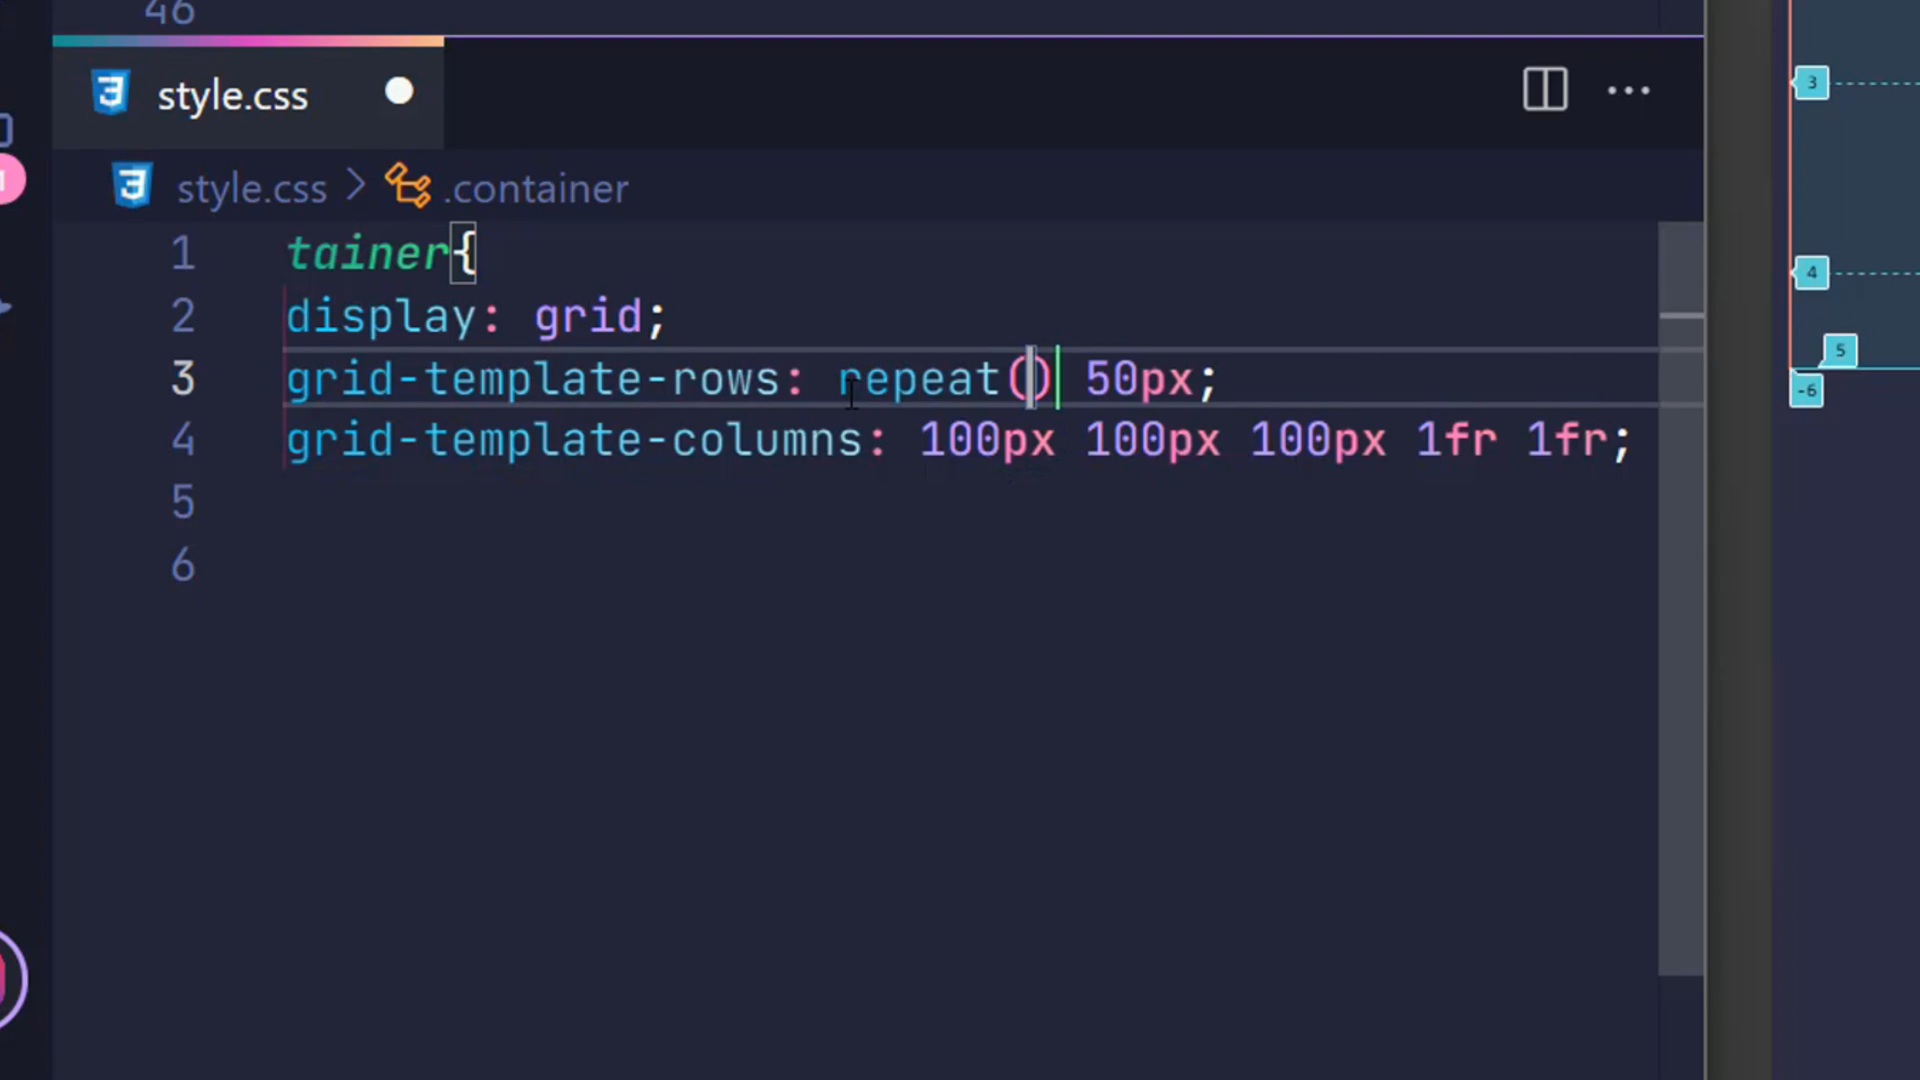 46
style.css
style.css > .container
1 tainer{
2 display: grid;
3 grid-template-rows: repeat() 50px;
4 grid-template-columns: 100px 100px 100px 1fr 1fr;
5
6
3
4
5
-6